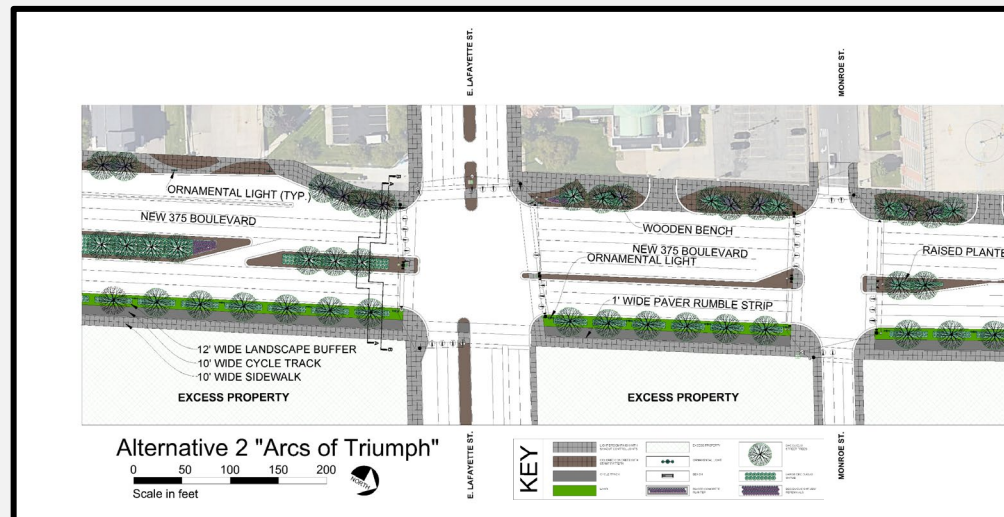 E. LAFAYETTE ST.
MONROE ST.
ORNAMENTAL LIGHT (TYP.)
NEW 375 BOULEVARD
WOODEN BENCH
NEW 375 BOULEVARD
ORNAMENTAL LIGHT
RAISED PLANTE
1' WIDE PAVER RUMBLE STRIP
12' WIDE LANDSCAPE BUFFER
10' WIDE CYCLE TRACK
10' WIDE SIDEWALK
EXCESS PROPERTY
EXCESS PROPERTY
Alternative 2 "Arcs of Triumph"
0 50 100 150 200
Scale in feet
NORTH
E. LAFAYETTE ST.
KEY
EXCESS PROPERTY
MONROE ST.